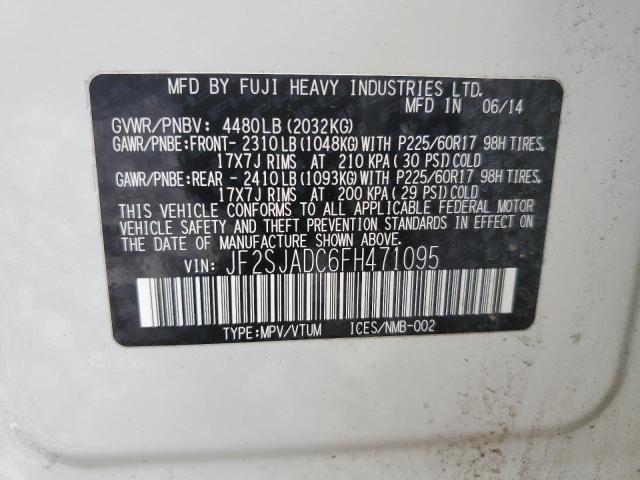 MFD BY FUJI HEAVY INDUSTRIES LTD.
MFD IN 06/14
GVWR/PNBV: 4480LB(2032KG)
GAWR/PNBE:FRONT- 2310LB(1048KG)WITH P225/60R17 98H TIRES,
17X7J RIMS AT 210 KPA(30 PSI)COLD
GAWR/PNBE:REAR - 2410LB(1093KG)WITH P225/60R17 98H TIRES,
17X7J RIMS AT 200 KPA(29 PSI)COLD
THIS VEHICLE CONFORMS TO ALL APPLICABLE FEDERAL MOTOR
VEHICLE SAFETY AND THEFT PREVENTION STANDARDS IN EFFECT ON
THE DATE OF MANUFACTURE SHOWN ABOVE.
VIN: JF2SJADC6FH471095
TYPE:MPV/VTUM ICES/NMB-002